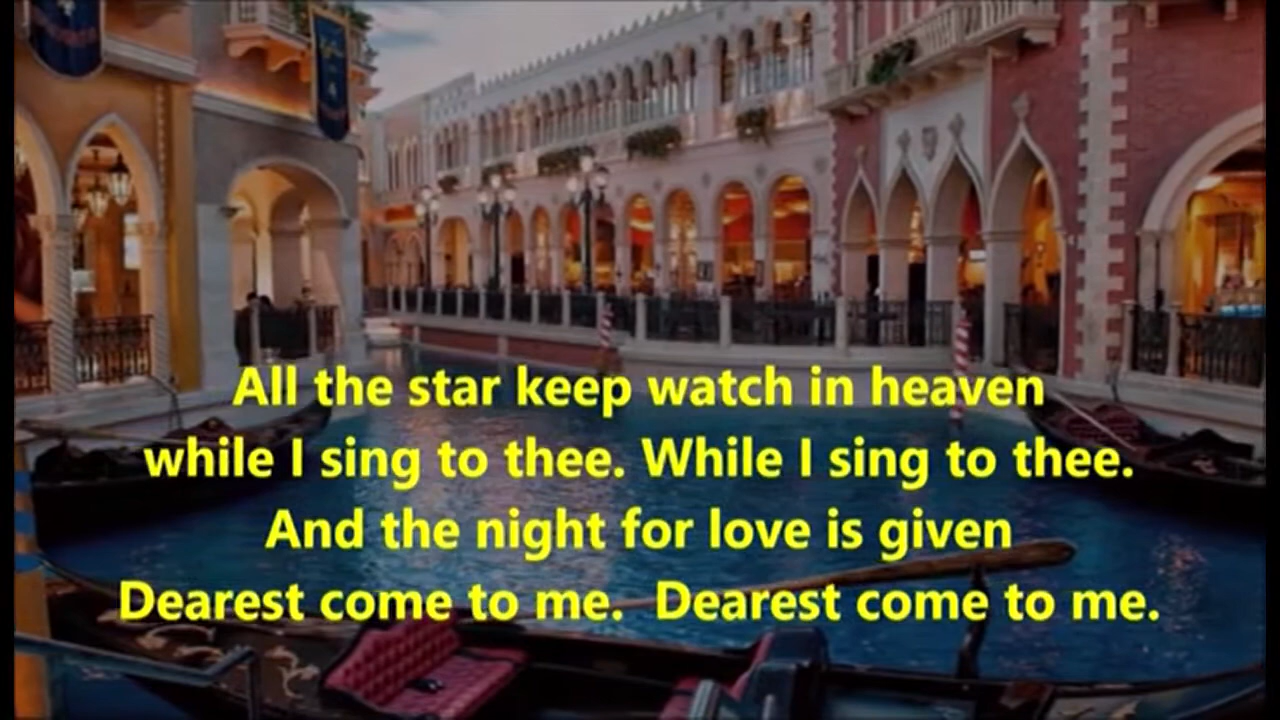 All the star keep watch in heaven
while I sing to thee. While I sing to thee.
And the night for love is given
Dearest come to me.  Dearest come to me.